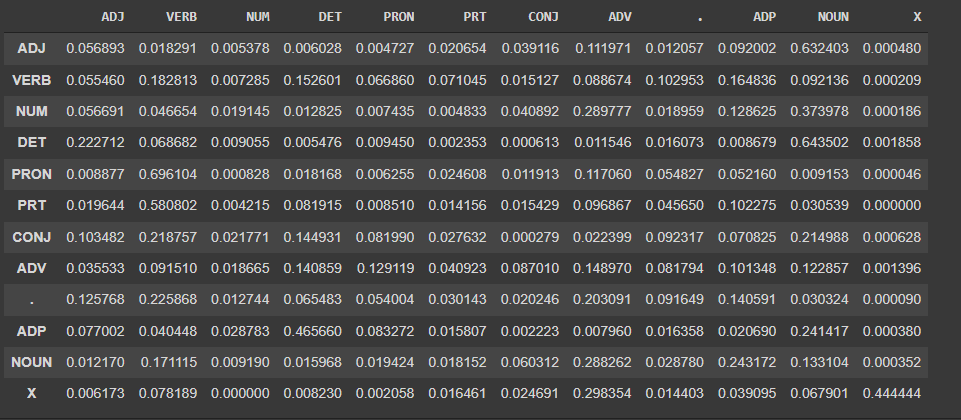 ADJ VERB NUM DET PRON PRT CONJ ADV . ADP NOUN X
ADJ 0.056893 0.018291 0.005378 0.006028 0.004727 0.020654 0.039116 0.111971 0.012057 0.092002 0.632403 0.000480
VERB 0.055460 0.182813 0.007285 0.152601 0.066860 0.071045 0.015127 0.088674 0.102953 0.164836 0.092136 0.000209
NUM 0.056691 0.046654 0.019145 0.012825 0.007435 0.004833 0.040892 0.289777 0.018959 0.128625 0.373978 0.000186
DET 0.222712 0.068682 0.009055 0.005476 0.009450 0.002353 0.000613 0.011546 0.016073 0.008679 0.643502 0.001858
PRON 0.008877 0.696104 0.000828 0.018168 0.006255 0.024608 0.011913 0.117060 0.054827 0.052160 0.009153 0.000046
PRT 0.019644 0.580802 0.004215 0.081915 0.008510 0.014156 0.015429 0.096867 0.045650 0.102275 0.030539 0.000000
CONJ 0.103482 0.218757 0.021771 0.144931 0.081990 0.027632 0.000279 0.022399 0.092317 0.070825 0.214988 0.000628
ADV 0.035533 0.091510 0.018665 0.140859 0.129119 0.040923 0.087010 0.148970 0.081794 0.101348 0.122857 0.001396
. 0.125768 0.225868 0.012744 0.065483 0.054004 0.030143 0.020246 0.203091 0.091649 0.140591 0.030324 0.000090
ADP 0.077002 0.040448 0.028783 0.465660 0.083272 0.015807 0.002223 0.007960 0.016358 0.020690 0.241417 0.000380
NOUN 0.012170 0.171115 0.009190 0.015968 0.019424 0.018152 0.060312 0.288262 0.028780 0.243172 0.133104 0.000352
X 0.006173 0.078189 0.000000 0.008230 0.002058 0.016461 0.024691 0.298354 0.014403 0.039095 0.067901 0.444444